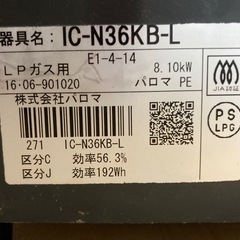 器具名:IC-N36KB-L
E1-4-14
LPガス用 8.10kW
16・06-901020 パロマ PE
株式会社パロマ
271 IC-N36KB-L
区分C 効率56.3%
区分J 効率192Wh
JIA認証
PS
LPG